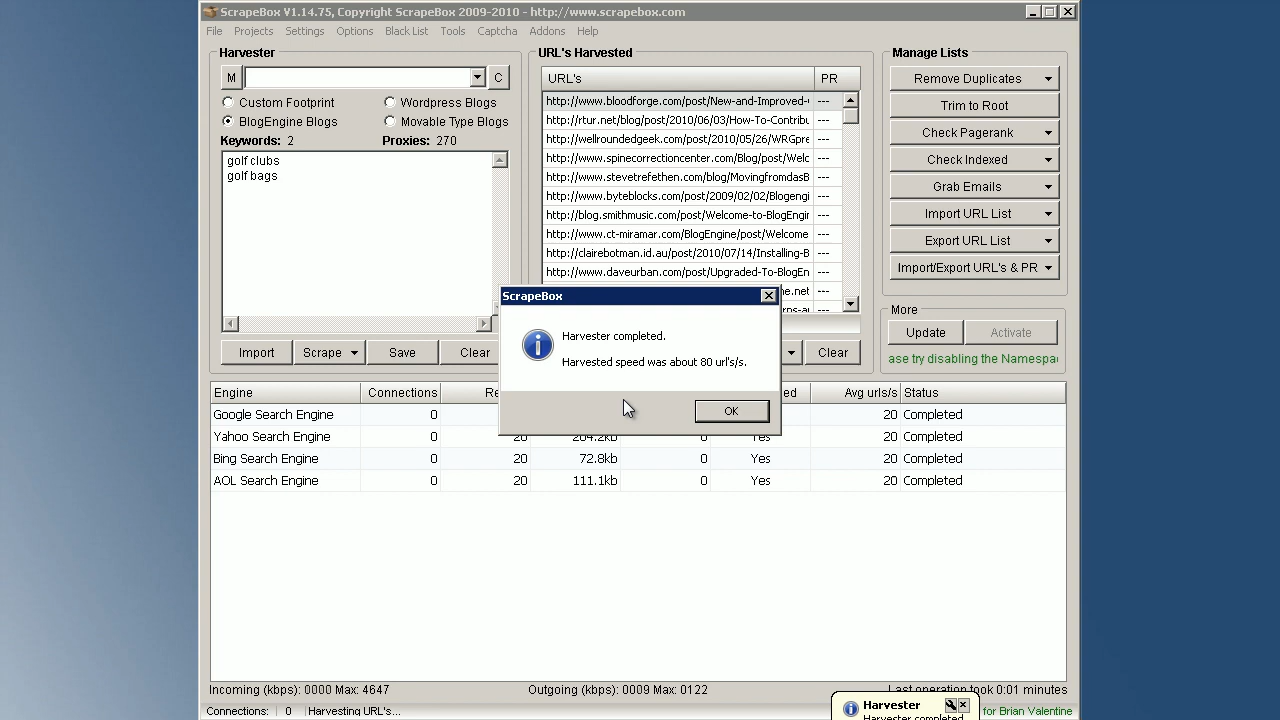 ScrapeBox V1.14.75, Copyright ScrapeBox 2009-2010 - http://www.scrapebox.com
File Projects Settings Options Black List Tools Captcha Addons Help
Harvester
M C
Custom Footprint Wordpress Blogs
BlogEngine Blogs Movable Type Blogs
Keywords: 2 Proxies: 270
golf clubs
golf bags
Import Scrape Save Clear
URL's Harvested
URL's PR
http://www.bloodforge.com/post/New-and-Improved- ---
http://rtur.net/blog/post/2010/06/03/How-To-Contribu ---
http://wellroundedgeek.com/post/2010/05/26/WRGpre ---
http://www.spinecorrectioncenter.com/Blog/post/Welc ---
http://www.stevetrefethen.com/blog/MovingfromdasB ---
http://www.byteblocks.com/post/2009/02/02/Blogengi ---
http://blog.smithmusic.com/post/Welcome-to-BlogEngir ---
http://www.ct-miramar.com/BlogEngine/post/Welcome ---
http://clairebotman.id.au/post/2010/07/14/Installing-B ---
http://www.daveurban.com/post/Upgraded-To-BlogEn ---
ne.net ---
rns-a ---
Clear
Manage Lists
Remove Duplicates
Trim to Root
Check Pagerank
Check Indexed
Grab Emails
Import URL List
Export URL List
Import/Export URL's & PR
More
Update Activate
ase try disabling the Namespa
ScrapeBox
Harvester completed.
Harvested speed was about 80 url's/s.
OK
Engine Connections Re ed Avg urls/s Status
Google Search Engine 0 20 Completed
Yahoo Search Engine 0 20 204.2kb 0 Yes 20 Completed
Bing Search Engine 0 20 72.8kb 0 Yes 20 Completed
AOL Search Engine 0 20 111.1kb 0 Yes 20 Completed
Incoming (kbps): 0000 Max: 4647 Outgoing (kbps): 0009 Max: 0122 Last operation took 0:01 minutes
Connections: 0 Harvesting URL's... for Brian Valentine
Harvester
Harvester completed